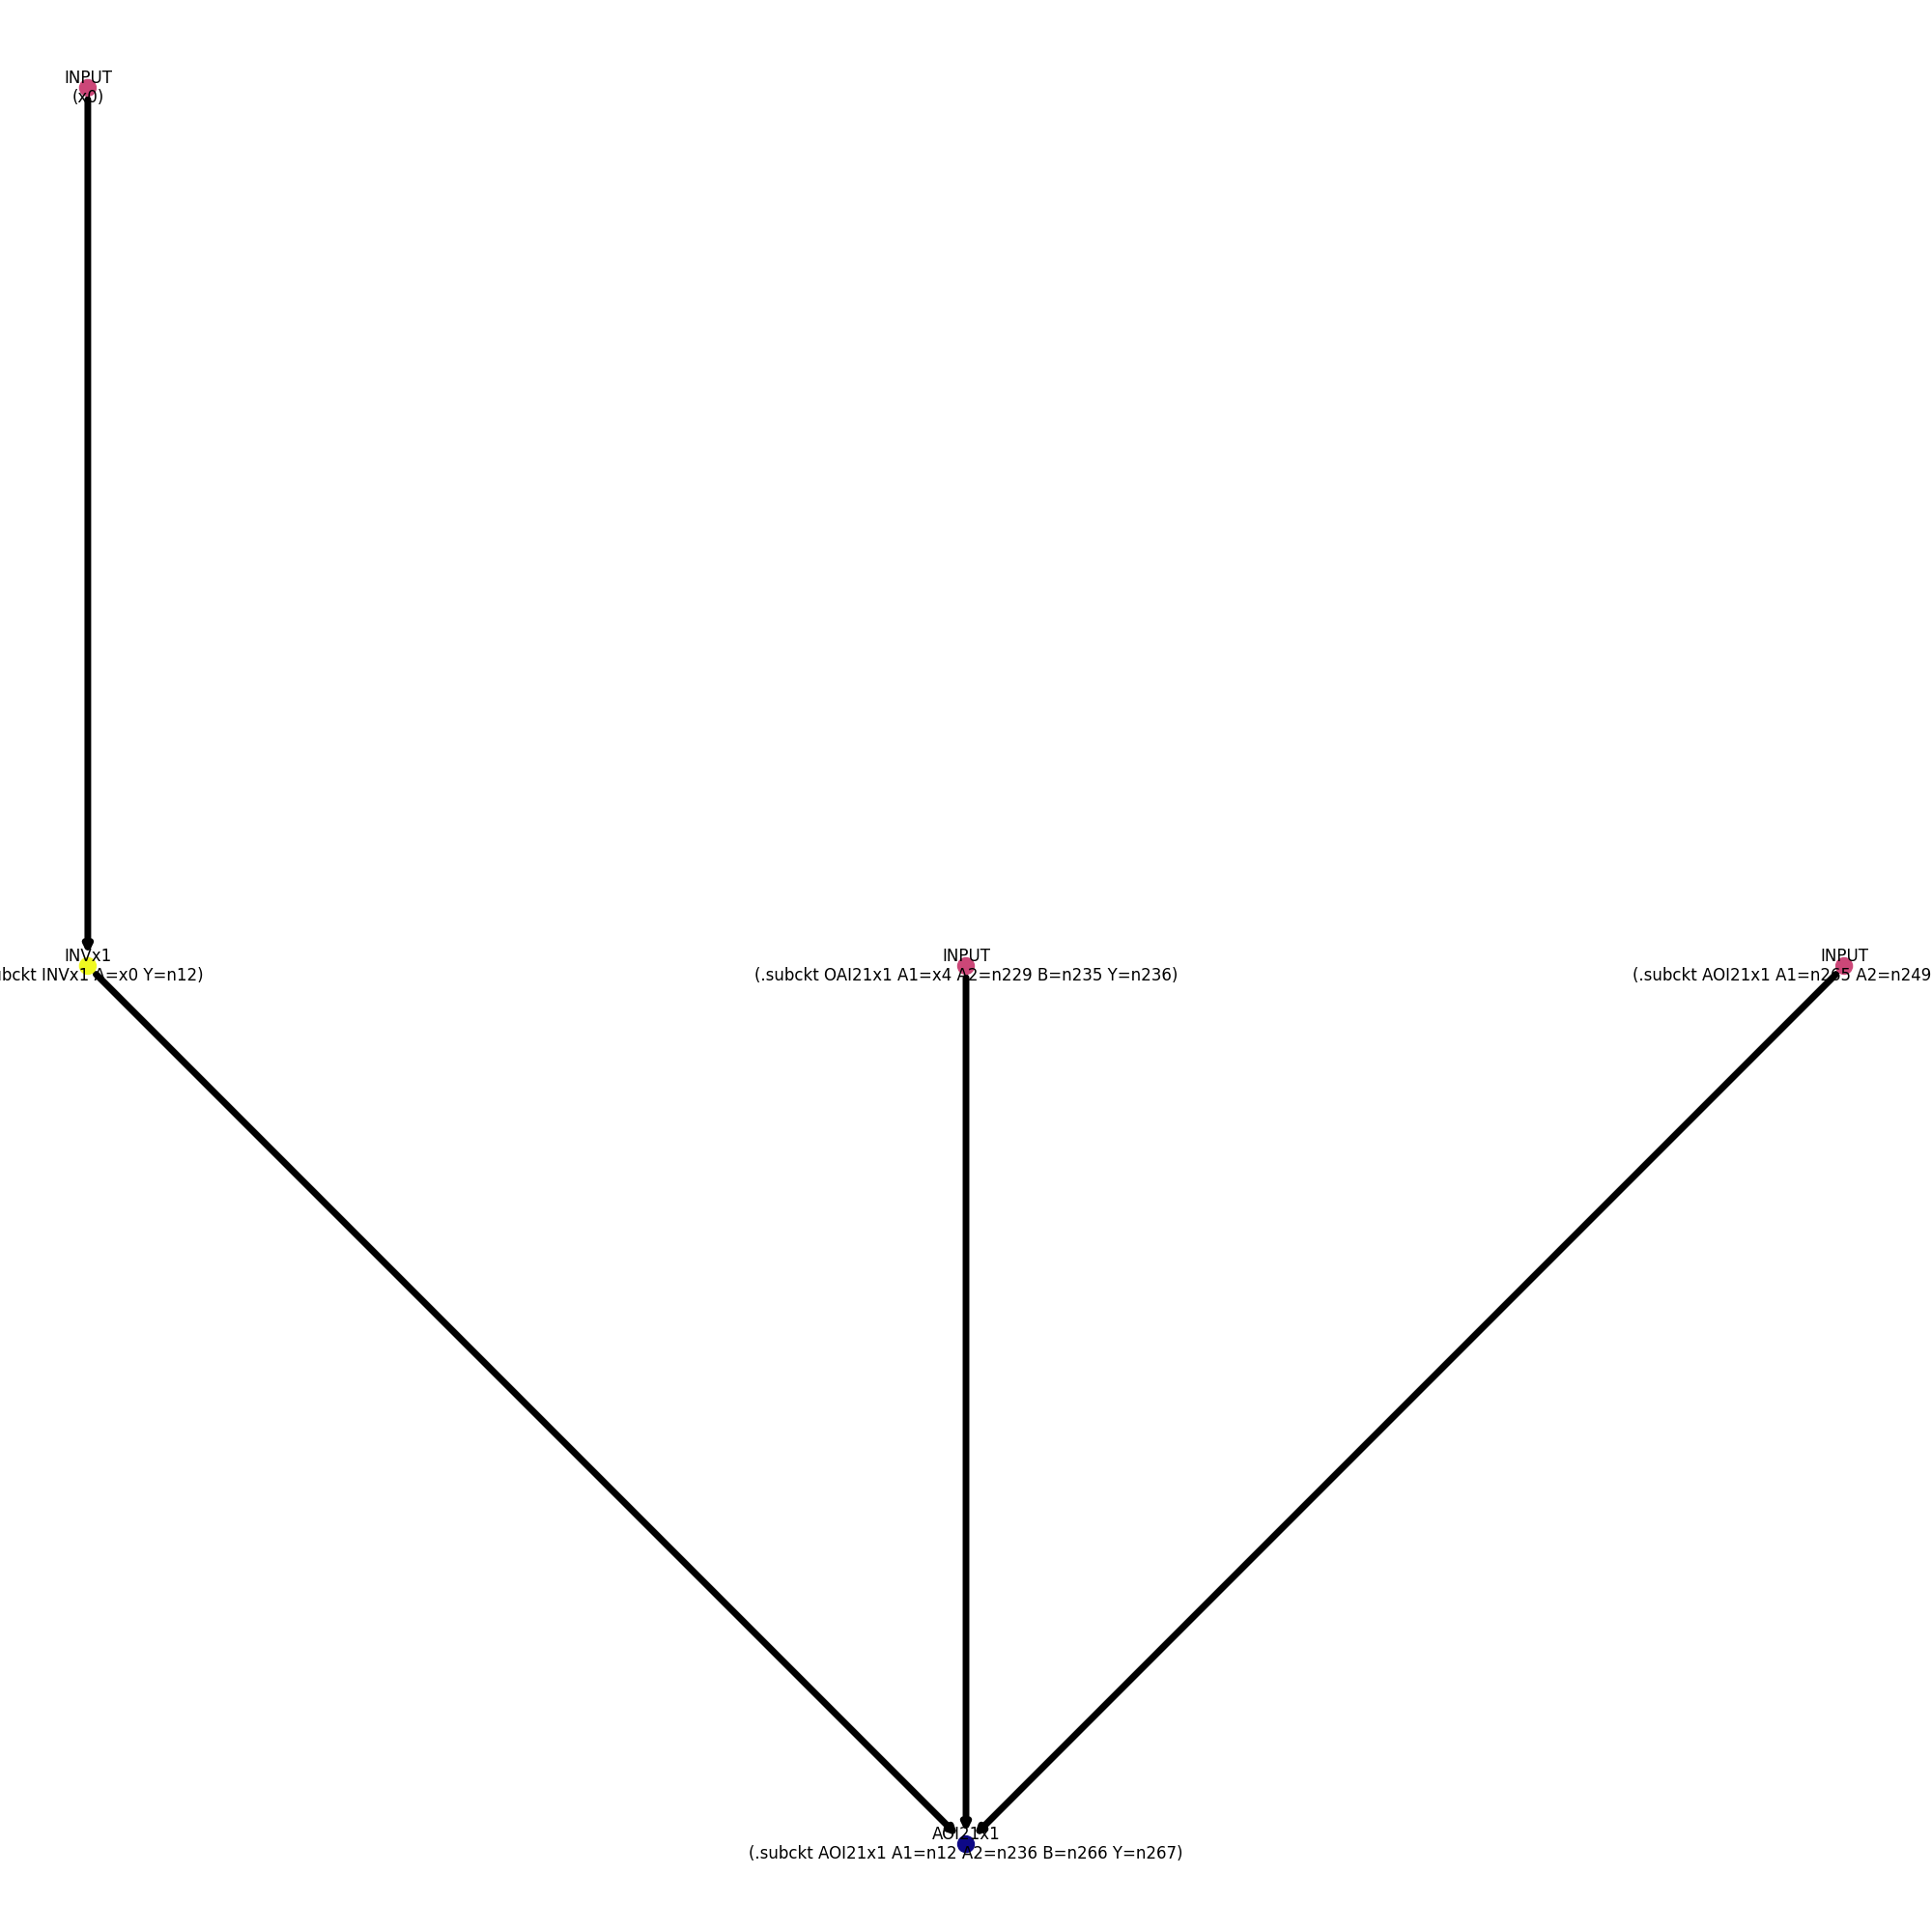 INPUT
(x0)
INVx1
INPUT
INPUT
INVx1 A=x0 Y=n12)
(.subckt OAI21x1 A1=x4 A2=n229 B=n235 Y=n236)
(.subckt AOI21x1 A1=n265 A2=n249
AOI21x1
(.subckt AOI21x1 A1=n12 A2=n236 B=n266 Y=n267)